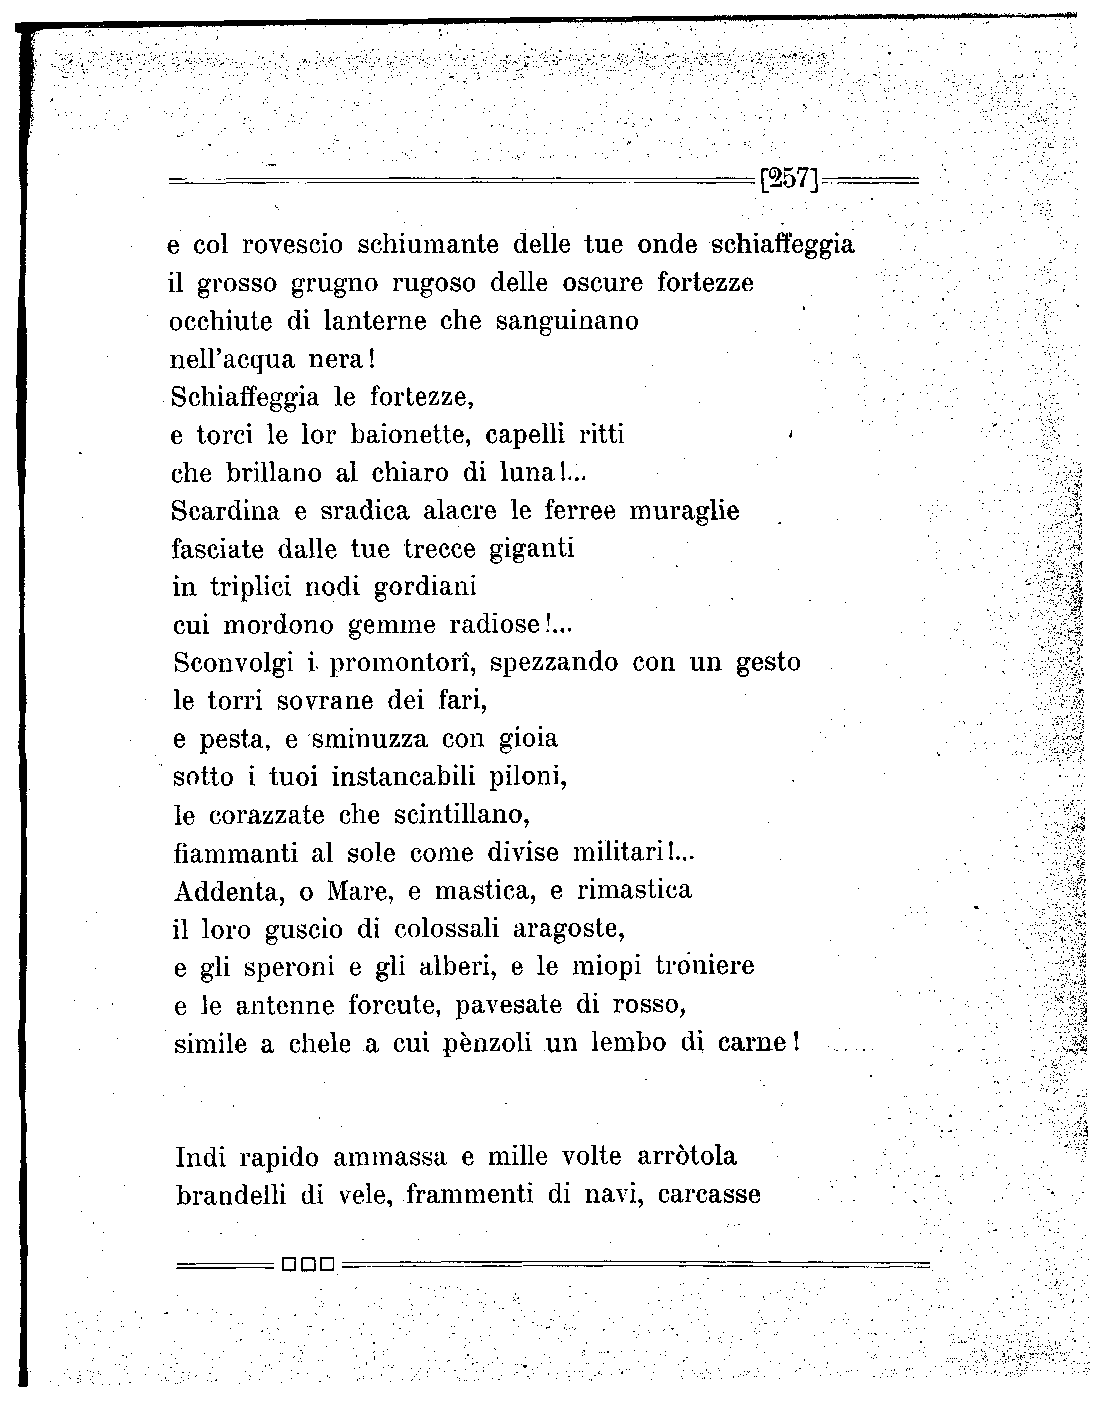 [257]
e col rovescio schiumante delle tue onde schiaffeggia
il grosso grugno rugoso delle oscure fortezze
occhiute di lanterne che sanguinano
nell'acqua nera!
Schiaffeggia le fortezze,
e torci le lor baionette, capelli ritti
che brillano al chiaro di luna!...
Scardina e sradica alacre le ferree muraglie
fasciate dalle tue trecce giganti
in triplici nodi gordiani
cui mordono gemme radiose!...
Sconvolgi i promontorî, spezzando con un gesto
le torri sovrane dei fari,
e pesta, e sminuzza con gioia
sotto i tuoi instancabili piloni,
le corazzate che scintillano,
fiammanti al sole come divise militari!...
Addenta, o Mare, e mastica, e rimastica
il loro guscio di colossali aragoste,
e gli speroni e gli alberi, e le miopi troniere
e le antenne forcute, pavesate di rosso,
simile a chele a cui pènzoli un lembo di carne!
Indi rapido ammassa e mille volte arròtola
brandelli di vele, frammenti di navi, carcasse